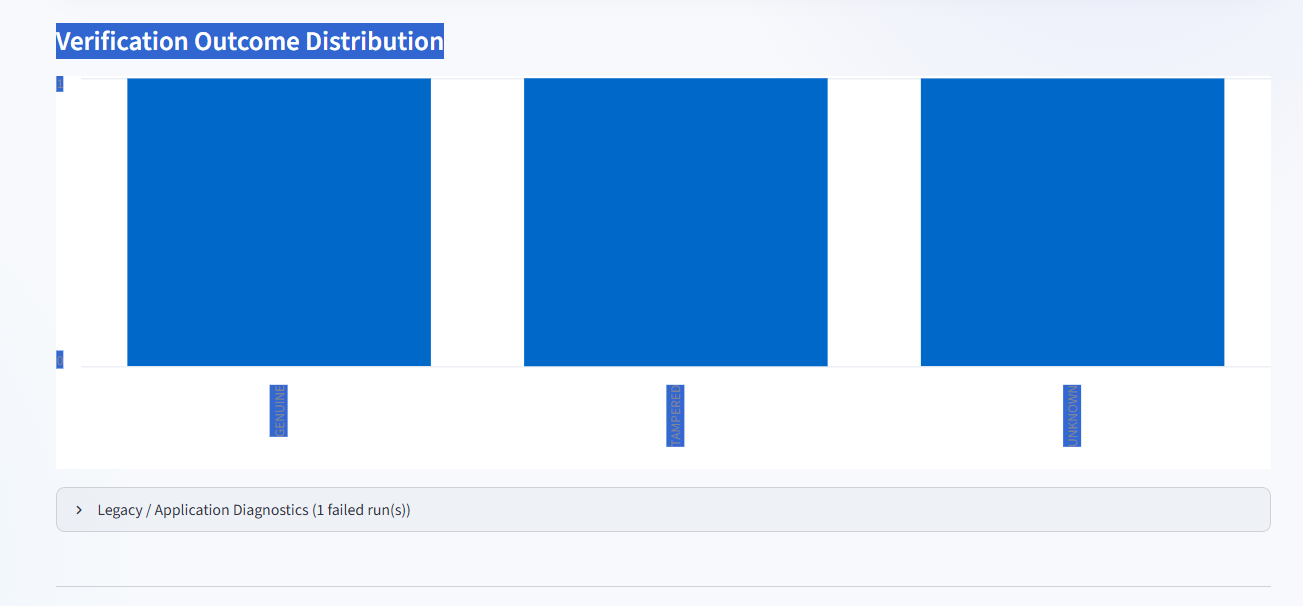 Verification Outcome Distribution
1
0
GENUINE
TAMPERED
UNKNOWN
Legacy / Application Diagnostics (1 failed run(s))